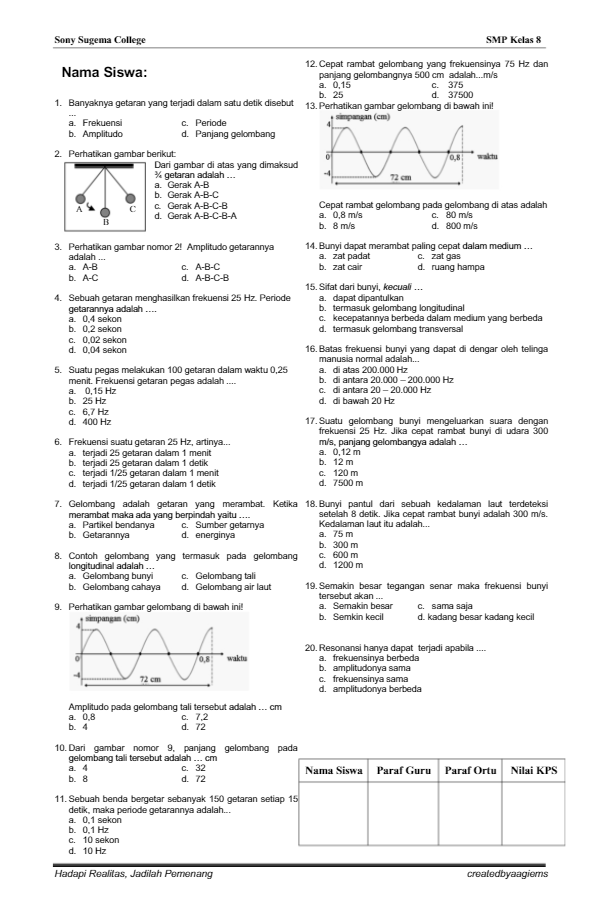 Sony Sugema College SMP Kelas 8
Nama Siswa:
1. Banyaknya getaran yang terjadi dalam satu detik disebut
...
a. Frekuensi c. Periode
b. Amplitudo d. Panjang gelombang
2. Perhatikan gambar berikut:
A
B
C
Dari gambar di atas yang dimaksud
¾ getaran adalah …
a. Gerak A-B
b. Gerak A-B-C
c. Gerak A-B-C-B
d. Gerak A-B-C-B-A
3. Perhatikan gambar nomor 2! Amplitudo getarannya
adalah ...
a. A-B c. A-B-C
b. A-C d. A-B-C-B
4. Sebuah getaran menghasilkan frekuensi 25 Hz. Periode
getarannya adalah ….
a. 0,4 sekon
b. 0,2 sekon
c. 0,02 sekon
d. 0,04 sekon
5. Suatu pegas melakukan 100 getaran dalam waktu 0,25
menit. Frekuensi getaran pegas adalah ....
a. 0,15 Hz
b. 25 Hz
c. 6,7 Hz
d. 400 Hz
6. Frekuensi suatu getaran 25 Hz, artinya...
a. terjadi 25 getaran dalam 1 menit
b. terjadi 25 getaran dalam 1 detik
c. terjadi 1/25 getaran dalam 1 menit
d. terjadi 1/25 getaran dalam 1 detik
7. Gelombang adalah getaran yang merambat. Ketika
merambat maka ada yang berpindah yaitu ….
a. Partikel bendanya c. Sumber getarnya
b. Getarannya d. energinya
8. Contoh gelombang yang termasuk pada gelombang
longitudinal adalah …
a. Gelombang bunyi c. Gelombang tali
b. Gelombang cahaya d. Gelombang air laut
9. Perhatikan gambar gelombang di bawah ini!
simpangan (cm)
4
0
-4
0,8
waktu
72 cm
Amplitudo pada gelombang tali tersebut adalah … cm
a. 0,8 c. 7,2
b. 4 d. 72
10. Dari gambar nomor 9, panjang gelombang pada
gelombang tali tersebut adalah … cm
a. 4 c. 32
b. 8 d. 72
11. Sebuah benda bergetar sebanyak 150 getaran setiap 15
detik, maka periode getarannya adalah...
a. 0,1 sekon
b. 0,1 Hz
c. 10 sekon
d. 10 Hz
12. Cepat rambat gelombang yang frekuensinya 75 Hz dan
panjang gelombangnya 500 cm adalah...m/s
a. 0,15 c. 375
b. 25 d. 37500
13. Perhatikan gambar gelombang di bawah ini!
simpangan (cm)
4
0
-4
0,8
waktu
72 cm
Cepat rambat gelombang pada gelombang di atas adalah
a. 0,8 m/s c. 80 m/s
b. 8 m/s d. 800 m/s
14. Bunyi dapat merambat paling cepat dalam medium …
a. zat padat c. zat gas
b. zat cair d. ruang hampa
15. Sifat dari bunyi, kecuali …
a. dapat dipantulkan
b. termasuk gelombang longitudinal
c. kecepatannya berbeda dalam medium yang berbeda
d. termasuk gelombang transversal
16. Batas frekuensi bunyi yang dapat di dengar oleh telinga
manusia normal adalah...
a. di atas 200.000 Hz
b. di antara 20.000 – 200.000 Hz
c. di antara 20 – 20.000 Hz
d. di bawah 20 Hz
17. Suatu gelombang bunyi mengeluarkan suara dengan
frekuensi 25 Hz. Jika cepat rambat bunyi di udara 300
m/s, panjang gelombangya adalah …
a. 0,12 m
b. 12 m
c. 120 m
d. 7500 m
18. Bunyi pantul dari sebuah kedalaman laut terdeteksi
setelah 8 detik. Jika cepat rambat bunyi adalah 300 m/s.
Kedalaman laut itu adalah...
a. 75 m
b. 300 m
c. 600 m
d. 1200 m
19. Semakin besar tegangan senar maka frekuensi bunyi
tersebut akan ...
a. Semakin besar c. sama saja
b. Semkin kecil d. kadang besar kadang kecil
20. Resonansi hanya dapat terjadi apabila ....
a. frekuensinya berbeda
b. amplitudonya sama
c. frekuensinya sama
d. amplitudonya berbeda
Nama Siswa Paraf Guru Paraf Ortu Nilai KPS
Hadapi Realitas, Jadilah Pemenang createdbyaagiems